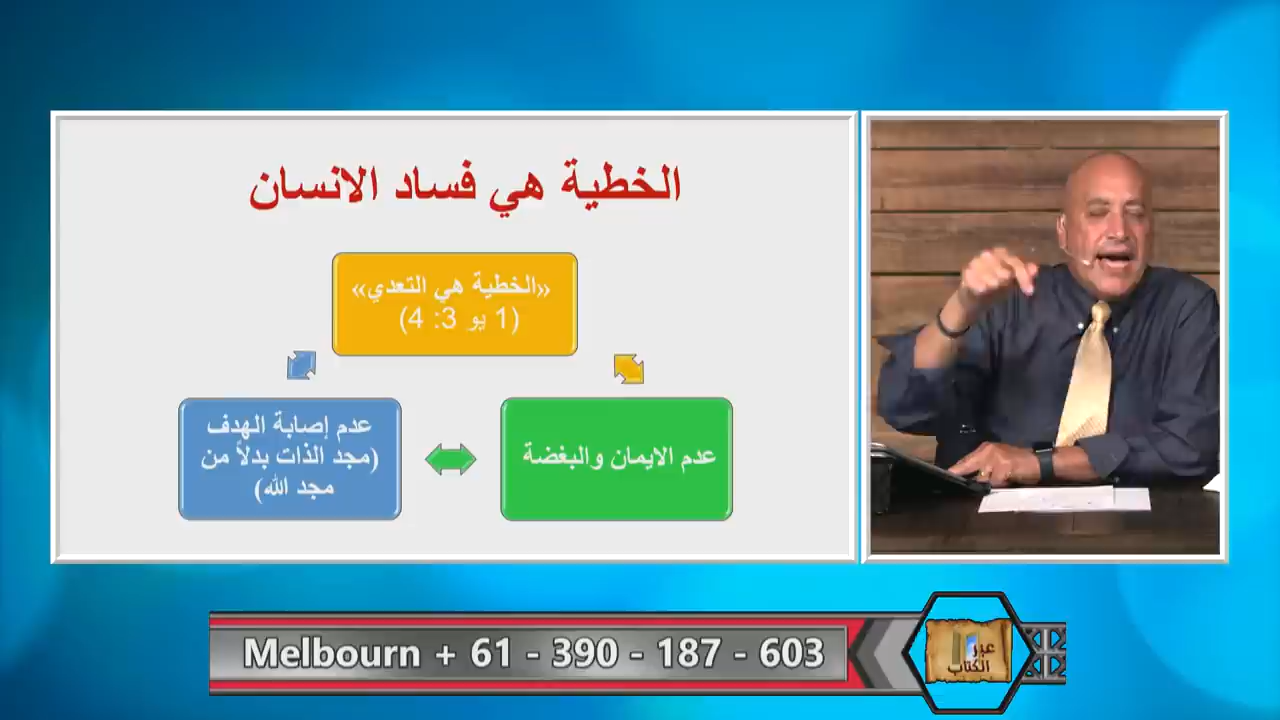 الخطية هي فساد الانسان
«الخطية هي التعدي»
(1 يو 3: 4)
عدم الايمان والبغضة
عدم إصابة الهدف
(مجد الذات بدلاً من
مجد الله)
Melbourn + 61 - 390 - 187 - 603
عبر
الكتاب